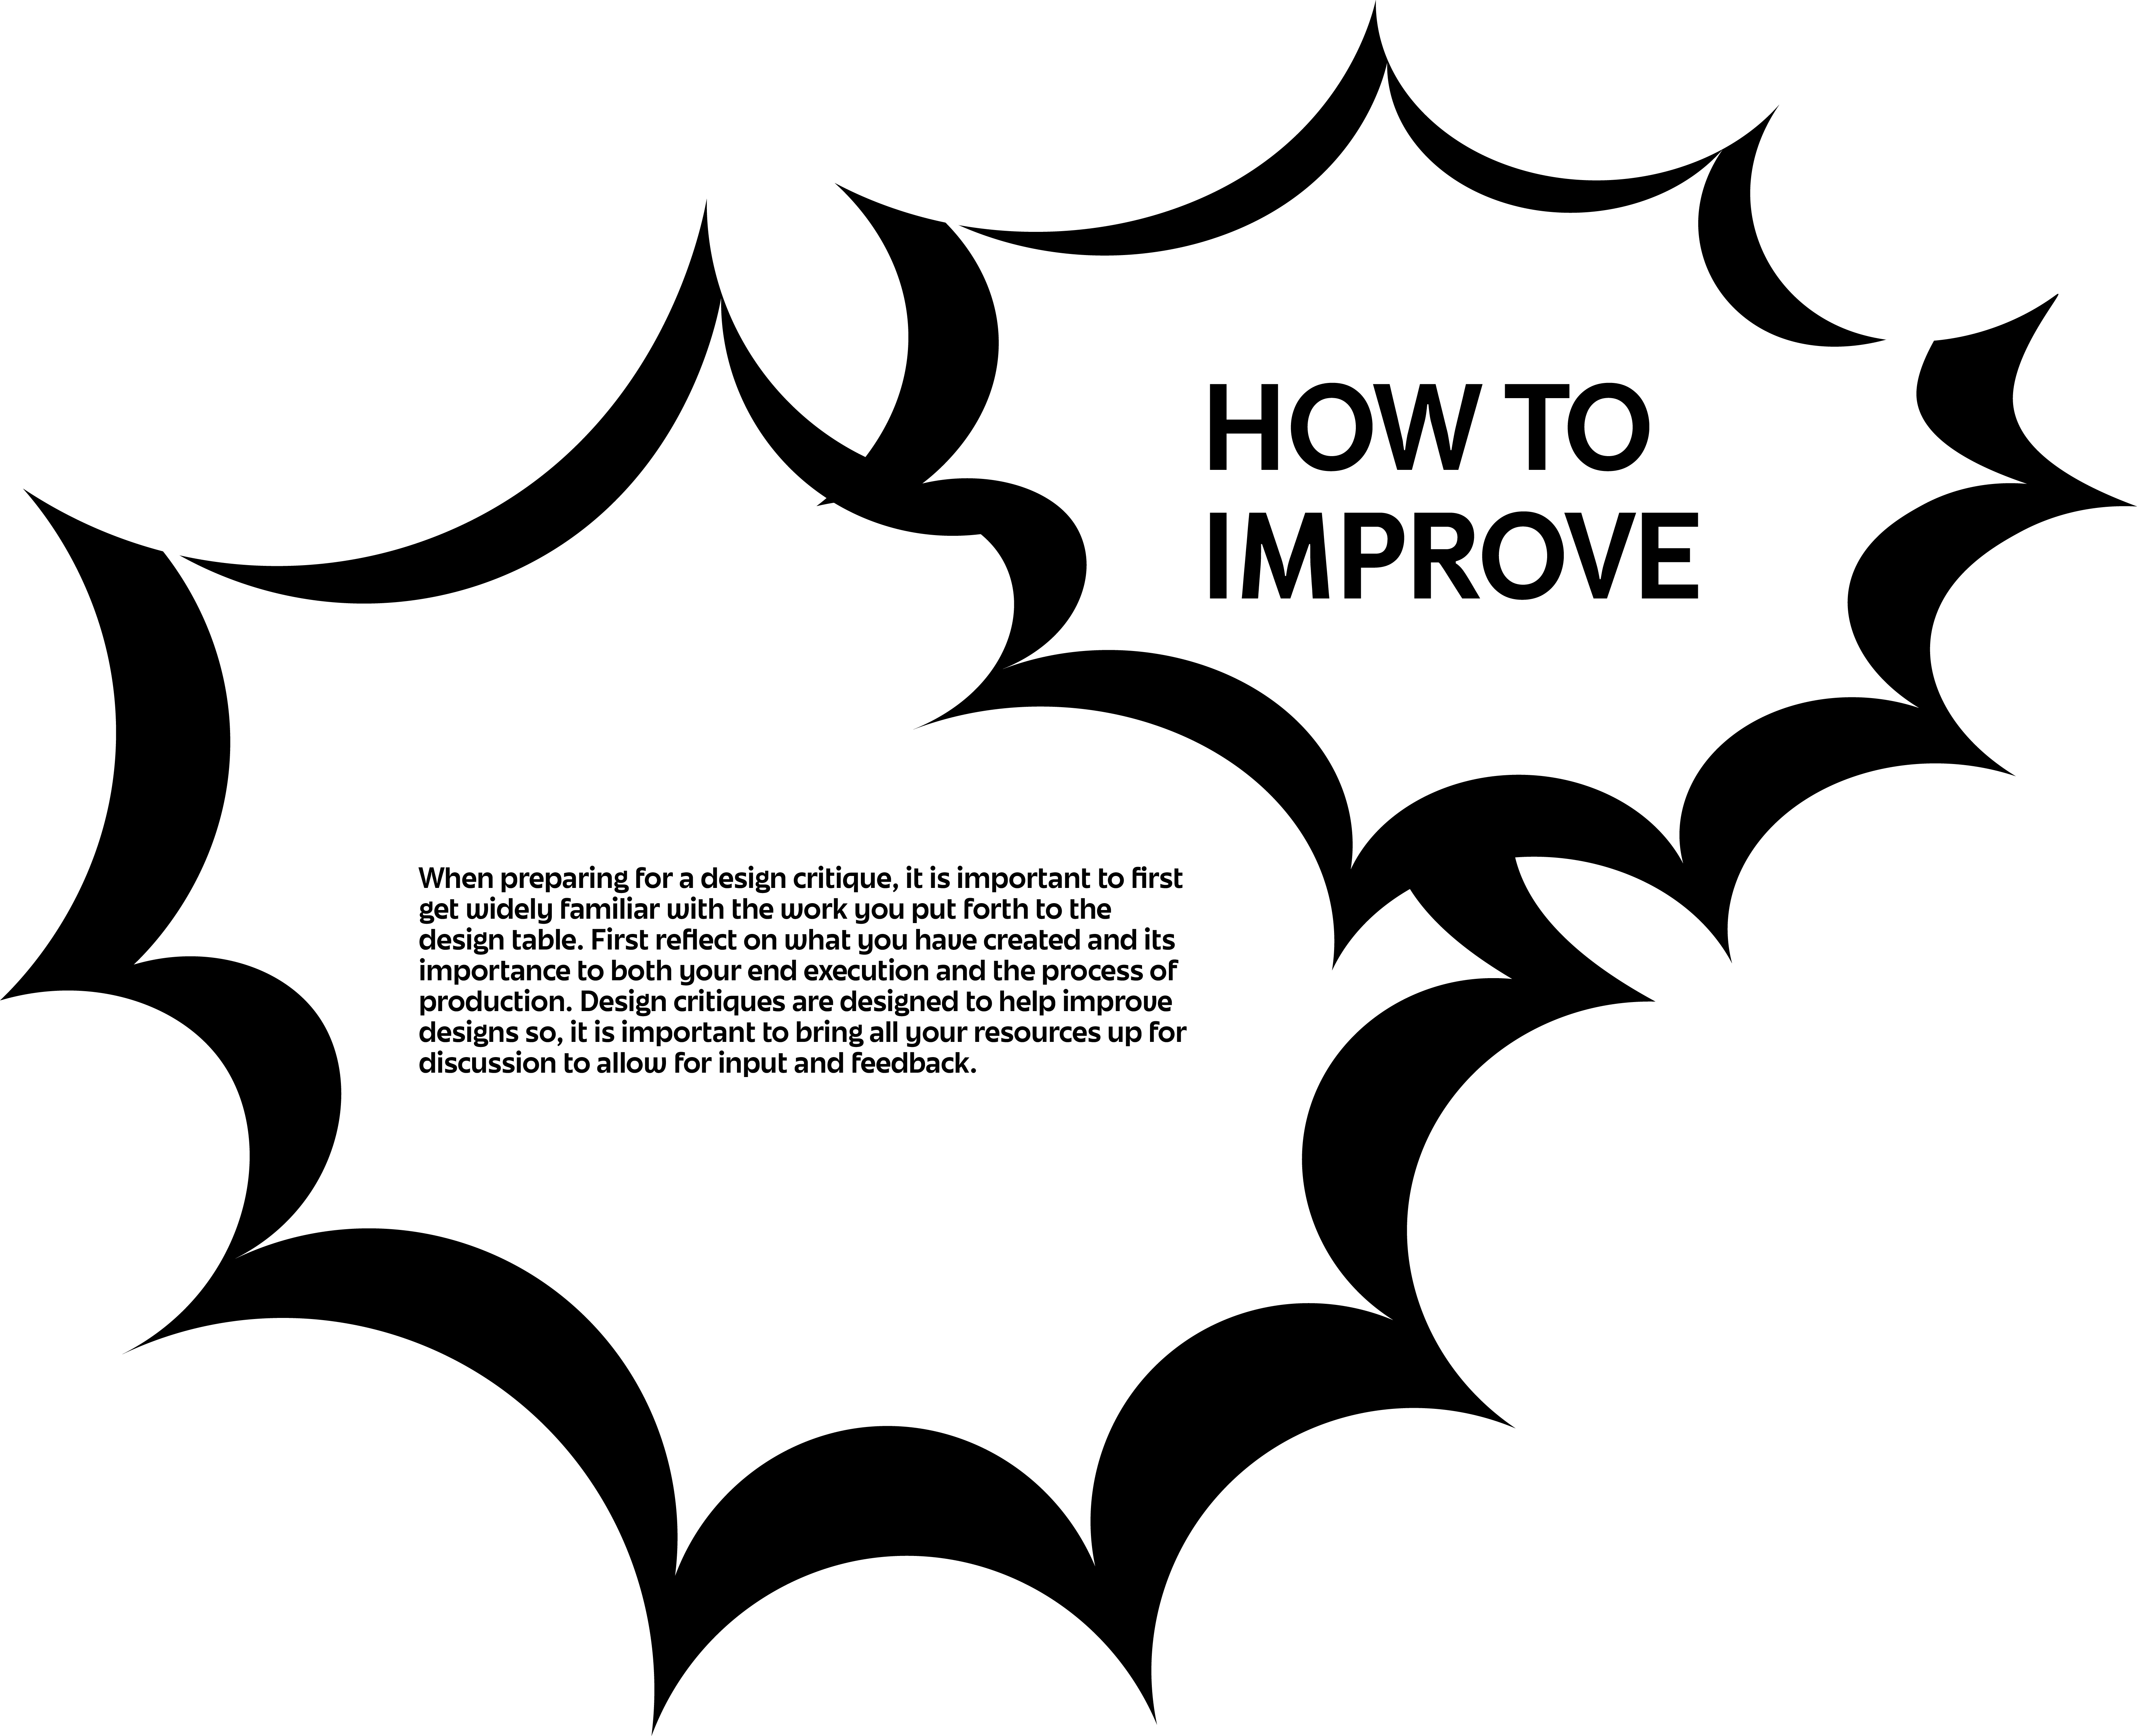 HOW TO
IMPROVE
When preparing for a design critique, it is important to first
get widely familiar with the work you put forth to the
design table. First reflect on what you have created and its
importance to both your end execution and the process of
production. Design critiques are designed to help improve
designs so, it is important to bring all your resources up for
discussion to allow for input and feedback.